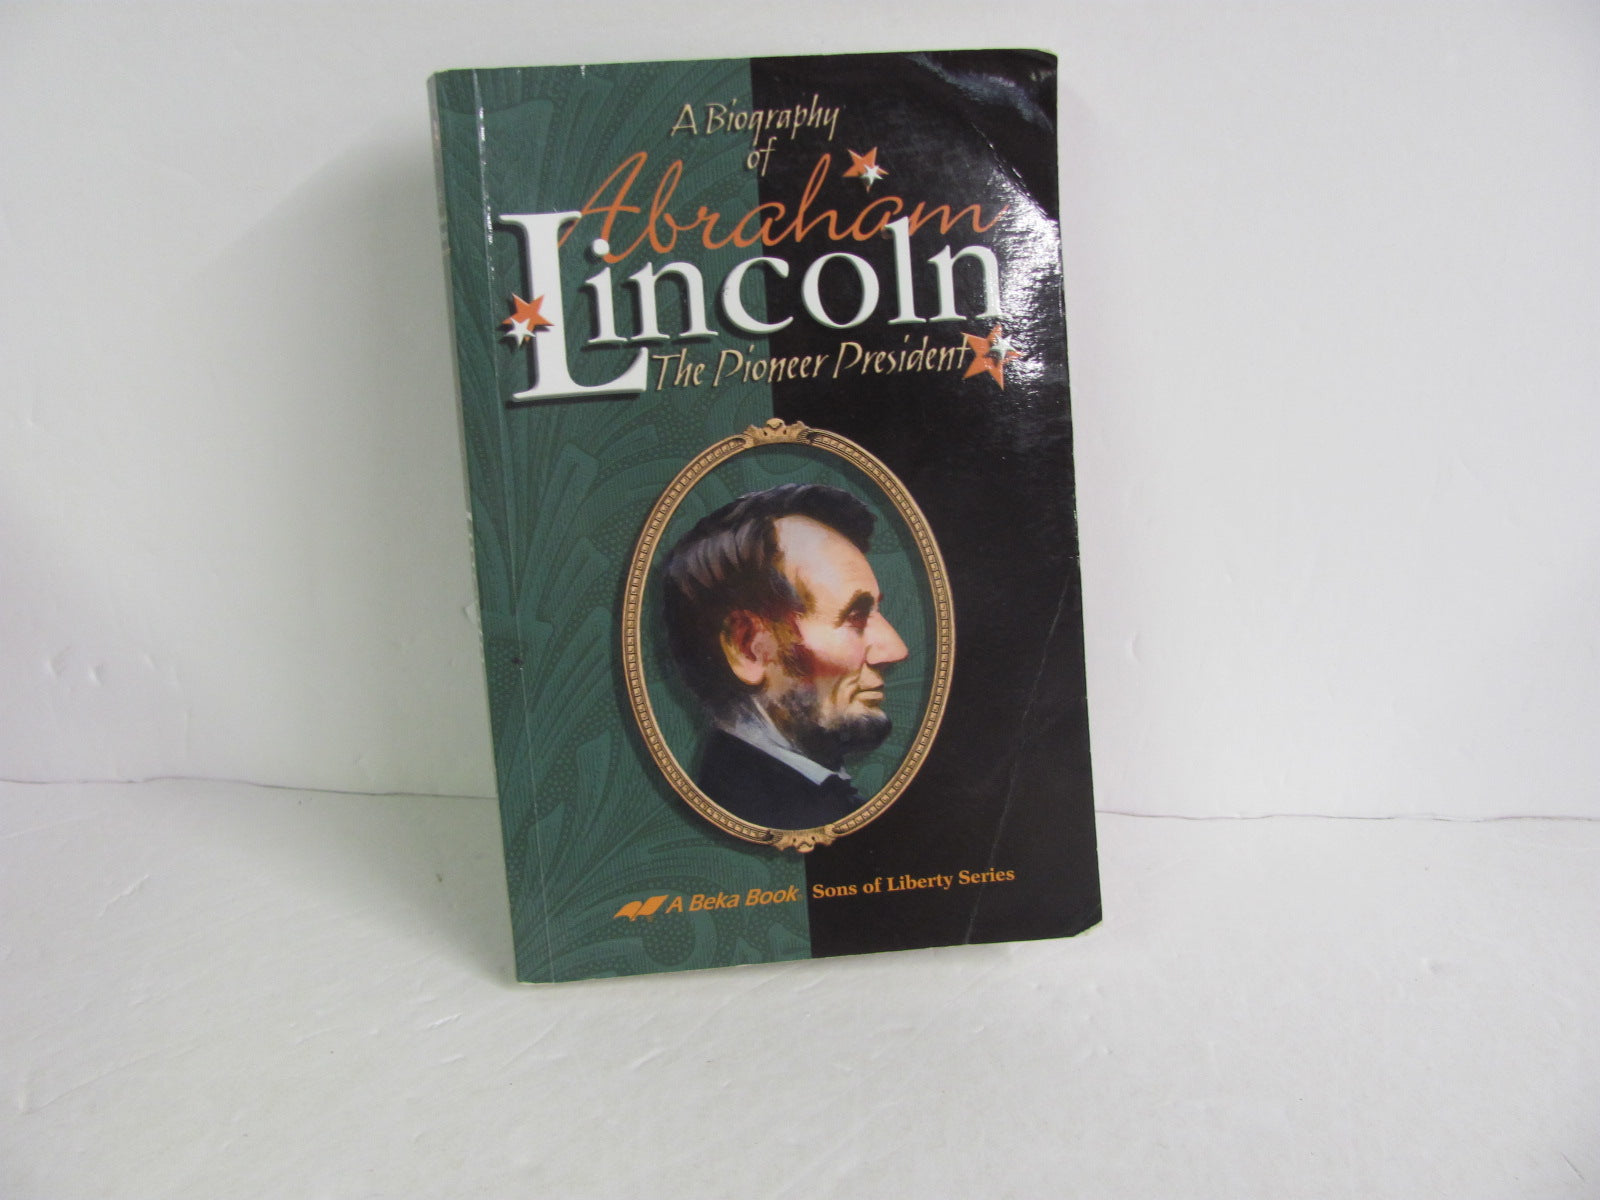 A Biography
of
Abraham
Lincoln
The Pioneer President
A Beka Book® Sons of Liberty Series